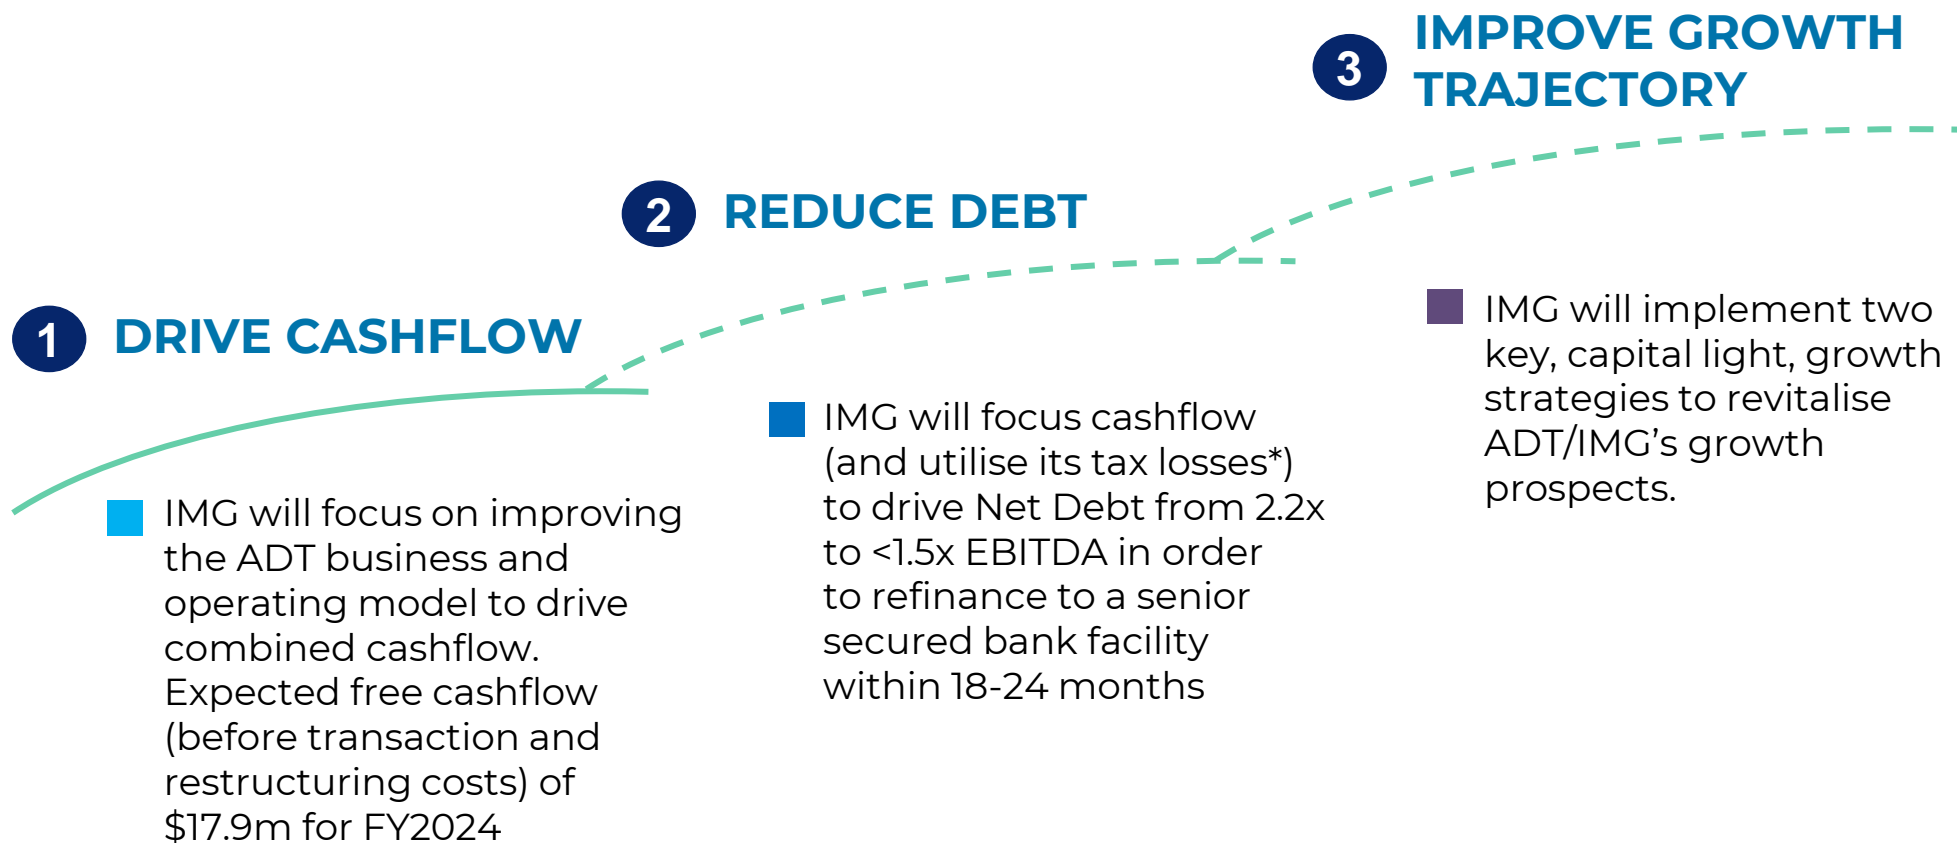 1
DRIVE CASHFLOW
IMG will focus on improving
the ADT business and
operating model to drive
combined cashflow.
Expected free cashflow
(before transaction and
restructuring costs) of
$17.9m for FY2024
2
REDUCE DEBT
IMG will focus cashflow
(and utilise its tax losses*)
to drive Net Debt from 2.2x
to <1.5x EBITDA in order
to refinance to a senior
secured bank facility
within 18-24 months
3
IMPROVE GROWTH
TRAJECTORY
IMG will implement two
key, capital light, growth
strategies to revitalise
ADT/IMG’s growth
prospects.